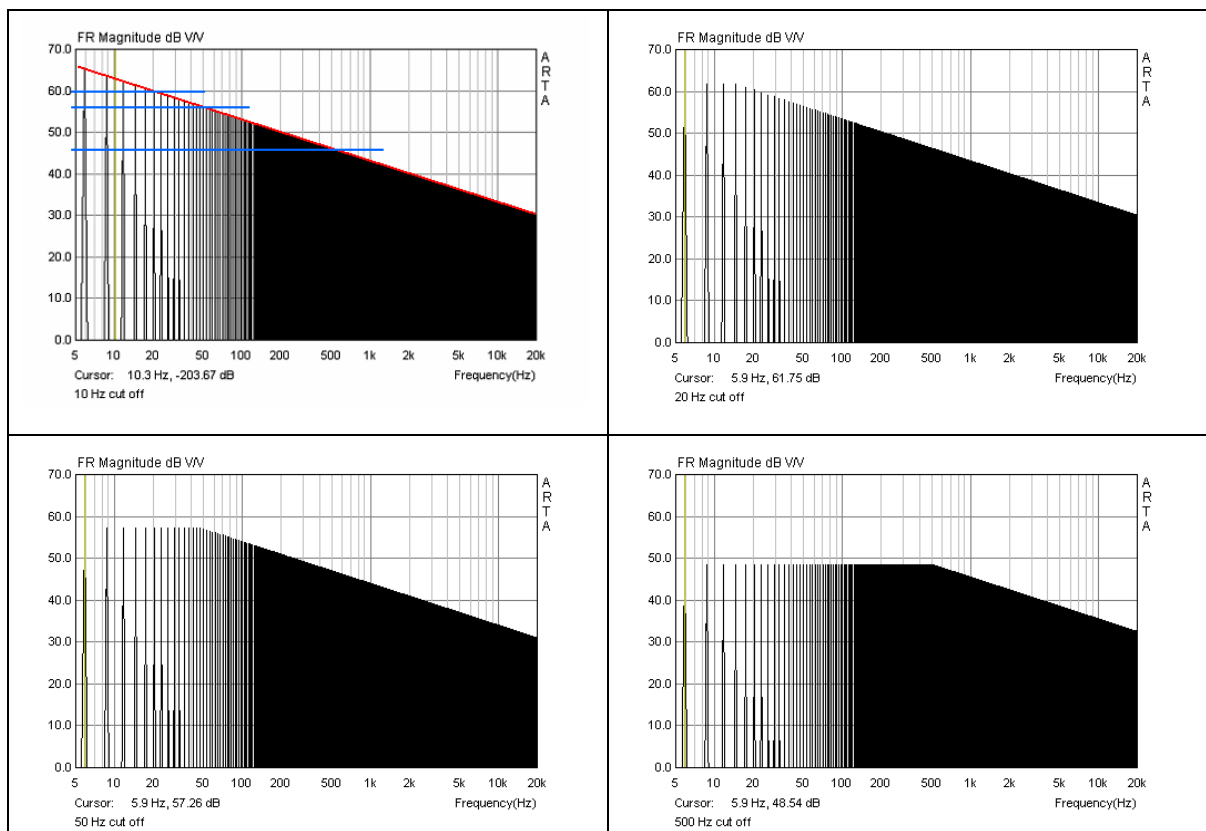 FR Magnitude dB V/V
A
R
T
A
70.0
60.0
50.0
40.0
30.0
20.0
10.0
0.0
5 10 20 50 100 200 500 1k 2k 5k 10k 20k
Cursor: 10.3 Hz, -203.67 dB Frequency(Hz)
10 Hz cut off
FR Magnitude dB V/V
A
R
T
A
70.0
60.0
50.0
40.0
30.0
20.0
10.0
0.0
5 10 20 50 100 200 500 1k 2k 5k 10k 20k
Cursor: 5.9 Hz, 61.75 dB Frequency(Hz)
20 Hz cut off
FR Magnitude dB V/V
A
R
T
A
70.0
60.0
50.0
40.0
30.0
20.0
10.0
0.0
5 10 20 50 100 200 500 1k 2k 5k 10k 20k
Cursor: 5.9 Hz, 57.26 dB Frequency(Hz)
50 Hz cut off
FR Magnitude dB V/V
A
R
T
A
70.0
60.0
50.0
40.0
30.0
20.0
10.0
0.0
5 10 20 50 100 200 500 1k 2k 5k 10k 20k
Cursor: 5.9 Hz, 48.54 dB Frequency(Hz)
500 Hz cut off